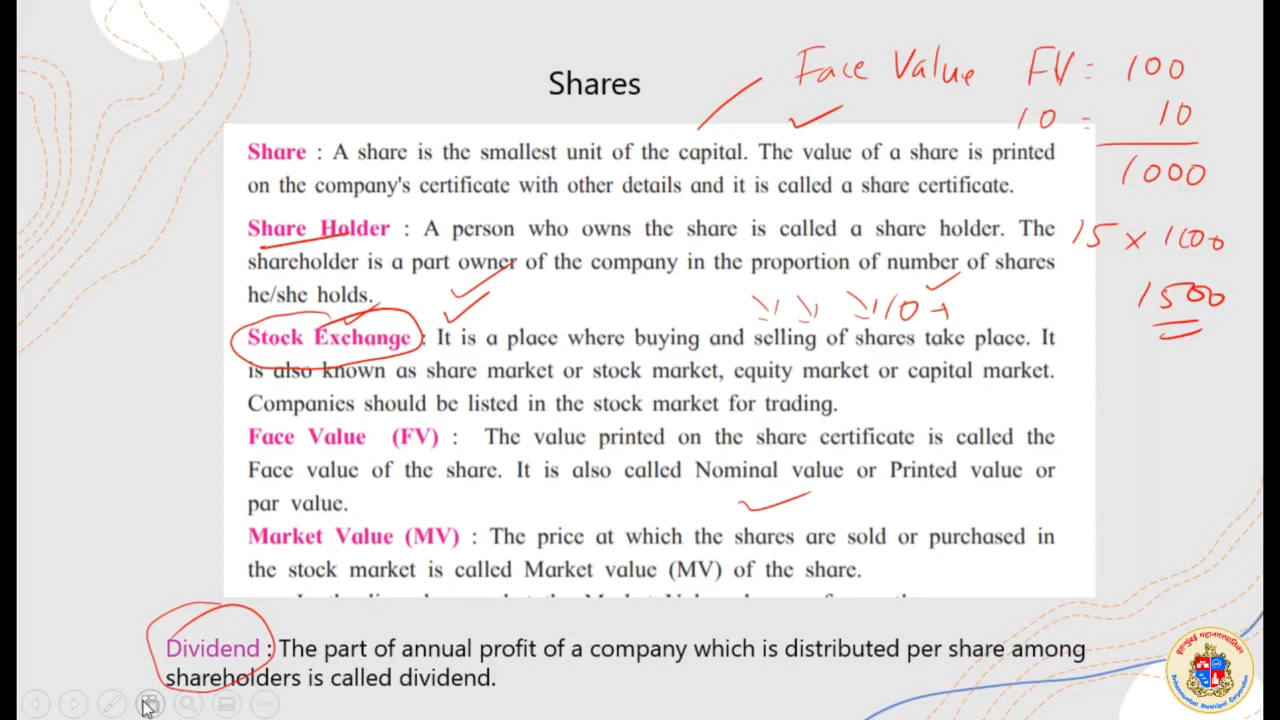 Shares
Face Value FV = 100
10 = 10
1000
15 x 100
1500
10 +
Share : A share is the smallest unit of the capital. The value of a share is printed
on the company's certificate with other details and it is called a share certificate.
Share Holder : A person who owns the share is called a share holder. The
shareholder is a part owner of the company in the proportion of number of shares
he/she holds.
Stock Exchange : It is a place where buying and selling of shares take place. It
is also known as share market or stock market, equity market or capital market.
Companies should be listed in the stock market for trading.
Face Value (FV) : The value printed on the share certificate is called the
Face value of the share. It is also called Nominal value or Printed value or
par value.
Market Value (MV) : The price at which the shares are sold or purchased in
the stock market is called Market value (MV) of the share.
Dividend : The part of annual profit of a company which is distributed per share among
shareholders is called dividend.
बृहन्मुंबई महानगरपालिका
Brihanmumbai Municipal Corporation